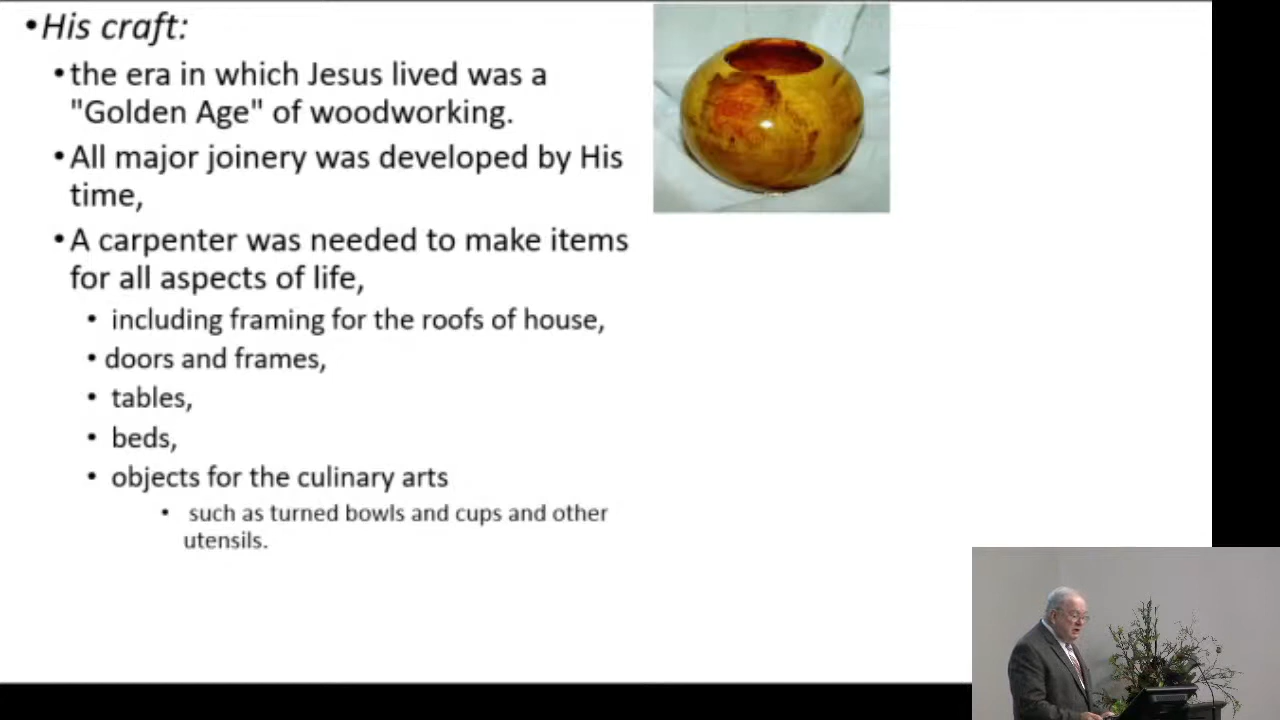 •His craft:
•the era in which Jesus lived was a
"Golden Age" of woodworking.
•All major joinery was developed by His
time,
•A carpenter was needed to make items
for all aspects of life,
• including framing for the roofs of house,
• doors and frames,
• tables,
• beds,
• objects for the culinary arts
• such as turned bowls and cups and other
utensils.